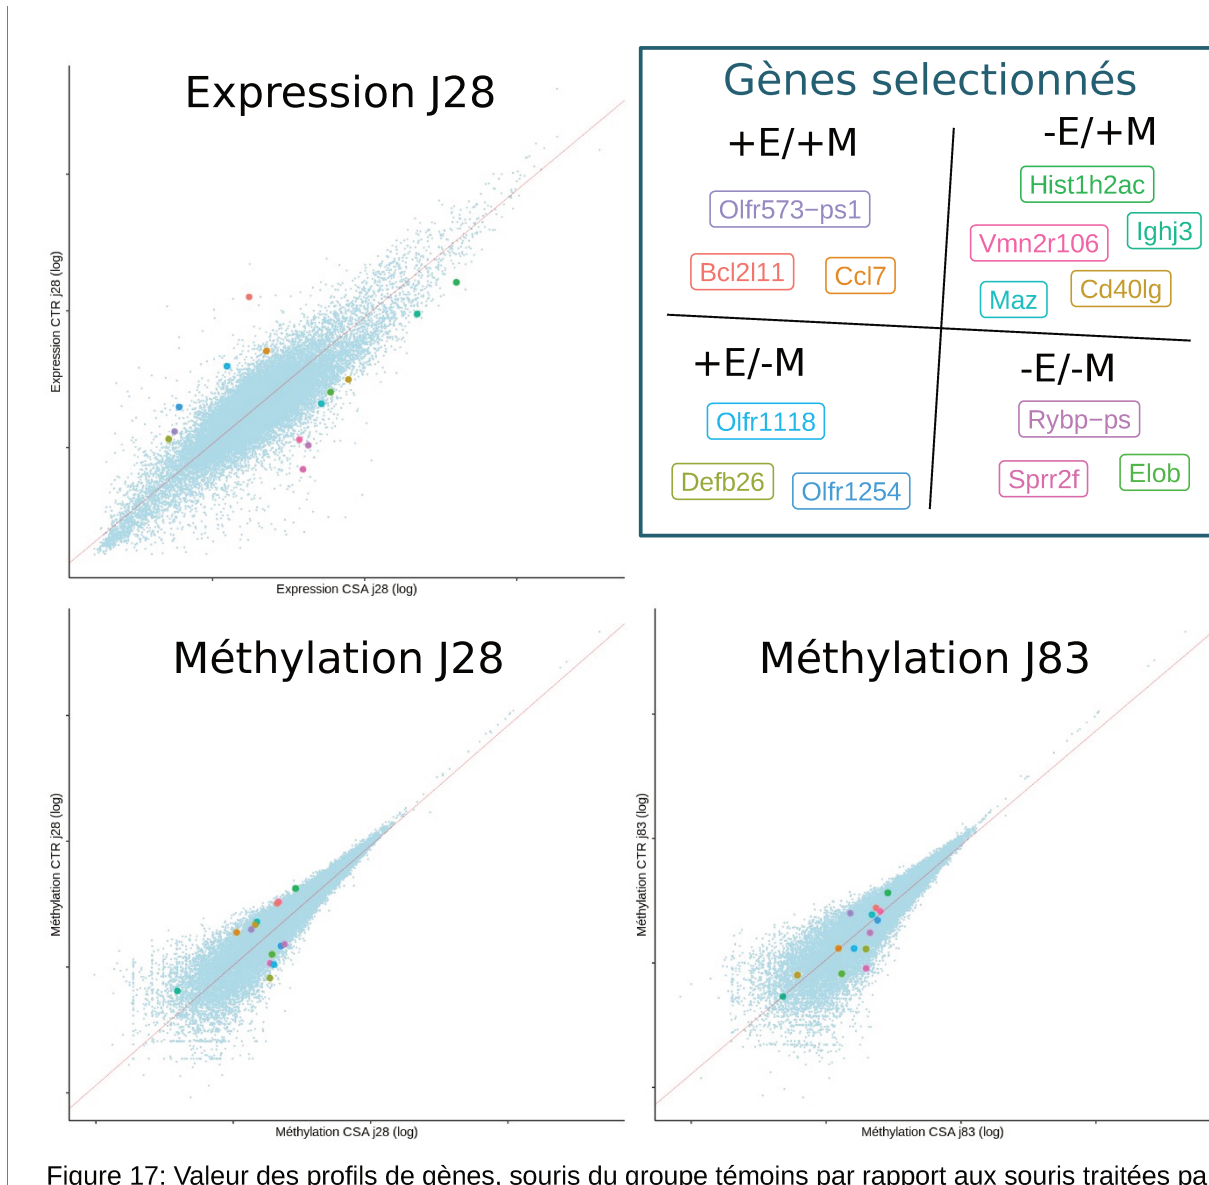 Expression J28
Expression CTR j28 (log)
Expression CSA j28 (log)
Gènes selectionnés
+E/+M
-E/+M
Olfr573−ps1
Bcl2l11
Ccl7
Hist1h2ac
Ighj3
Vmn2r106
Cd40lg
Maz
+E/-M
-E/-M
Olfr1118
Defb26
Olfr1254
Rybp−ps
Sprr2f
Elob
Méthylation J28
Méthylation CTR j28 (log)
Méthylation CSA j28 (log)
Méthylation J83
Méthylation CTR j83 (log)
Méthylation CSA j83 (log)
Figure 17: Valeur des profils de gènes, souris du groupe témoins par rapport aux souris traitées pa